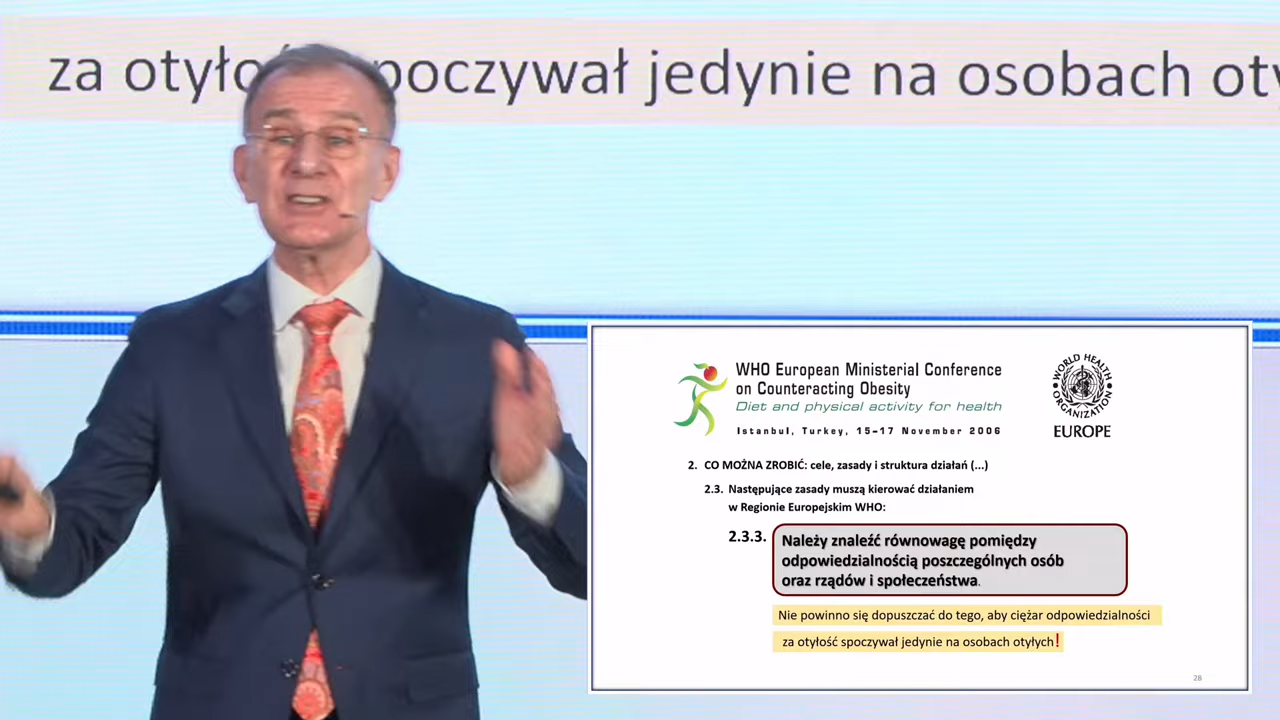 za otyło poczywał jedynie na osobach oty
WHO European Ministerial Conference
on Counteracting Obesity
Diet and physical activity for health
Istanbul, Turkey, 15–17 November 2006
WORLD HEALTH ORGANIZATION
EUROPE
2. CO MOŻNA ZROBIĆ: cele, zasady i struktura działań (...)
2.3. Następujące zasady muszą kierować działaniem
w Regionie Europejskim WHO:
2.3.3. Należy znaleźć równowagę pomiędzy
odpowiedzialnością poszczególnych osób
oraz rządów i społeczeństwa.
Nie powinno się dopuszczać do tego, aby ciężar odpowiedzialności
za otyłość spoczywał jedynie na osobach otyłych!
28